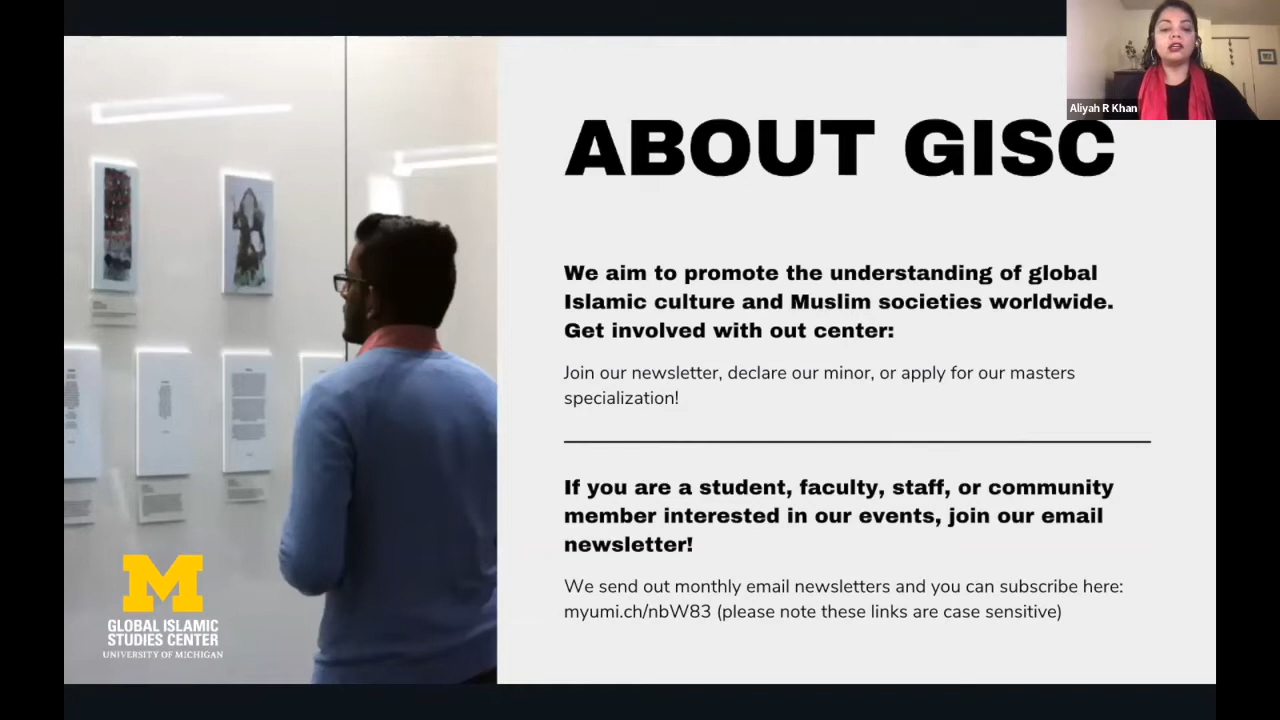 Aliyah R Khan
ABOUT GISC
We aim to promote the understanding of global
Islamic culture and Muslim societies worldwide.
Get involved with out center:
Join our newsletter, declare our minor, or apply for our masters
specialization!
If you are a student, faculty, staff, or community
member interested in our events, join our email
newsletter!
We send out monthly email newsletters and you can subscribe here:
myumi.ch/nbW83 (please note these links are case sensitive)
M
GLOBAL ISLAMIC
STUDIES CENTER
UNIVERSITY OF MICHIGAN